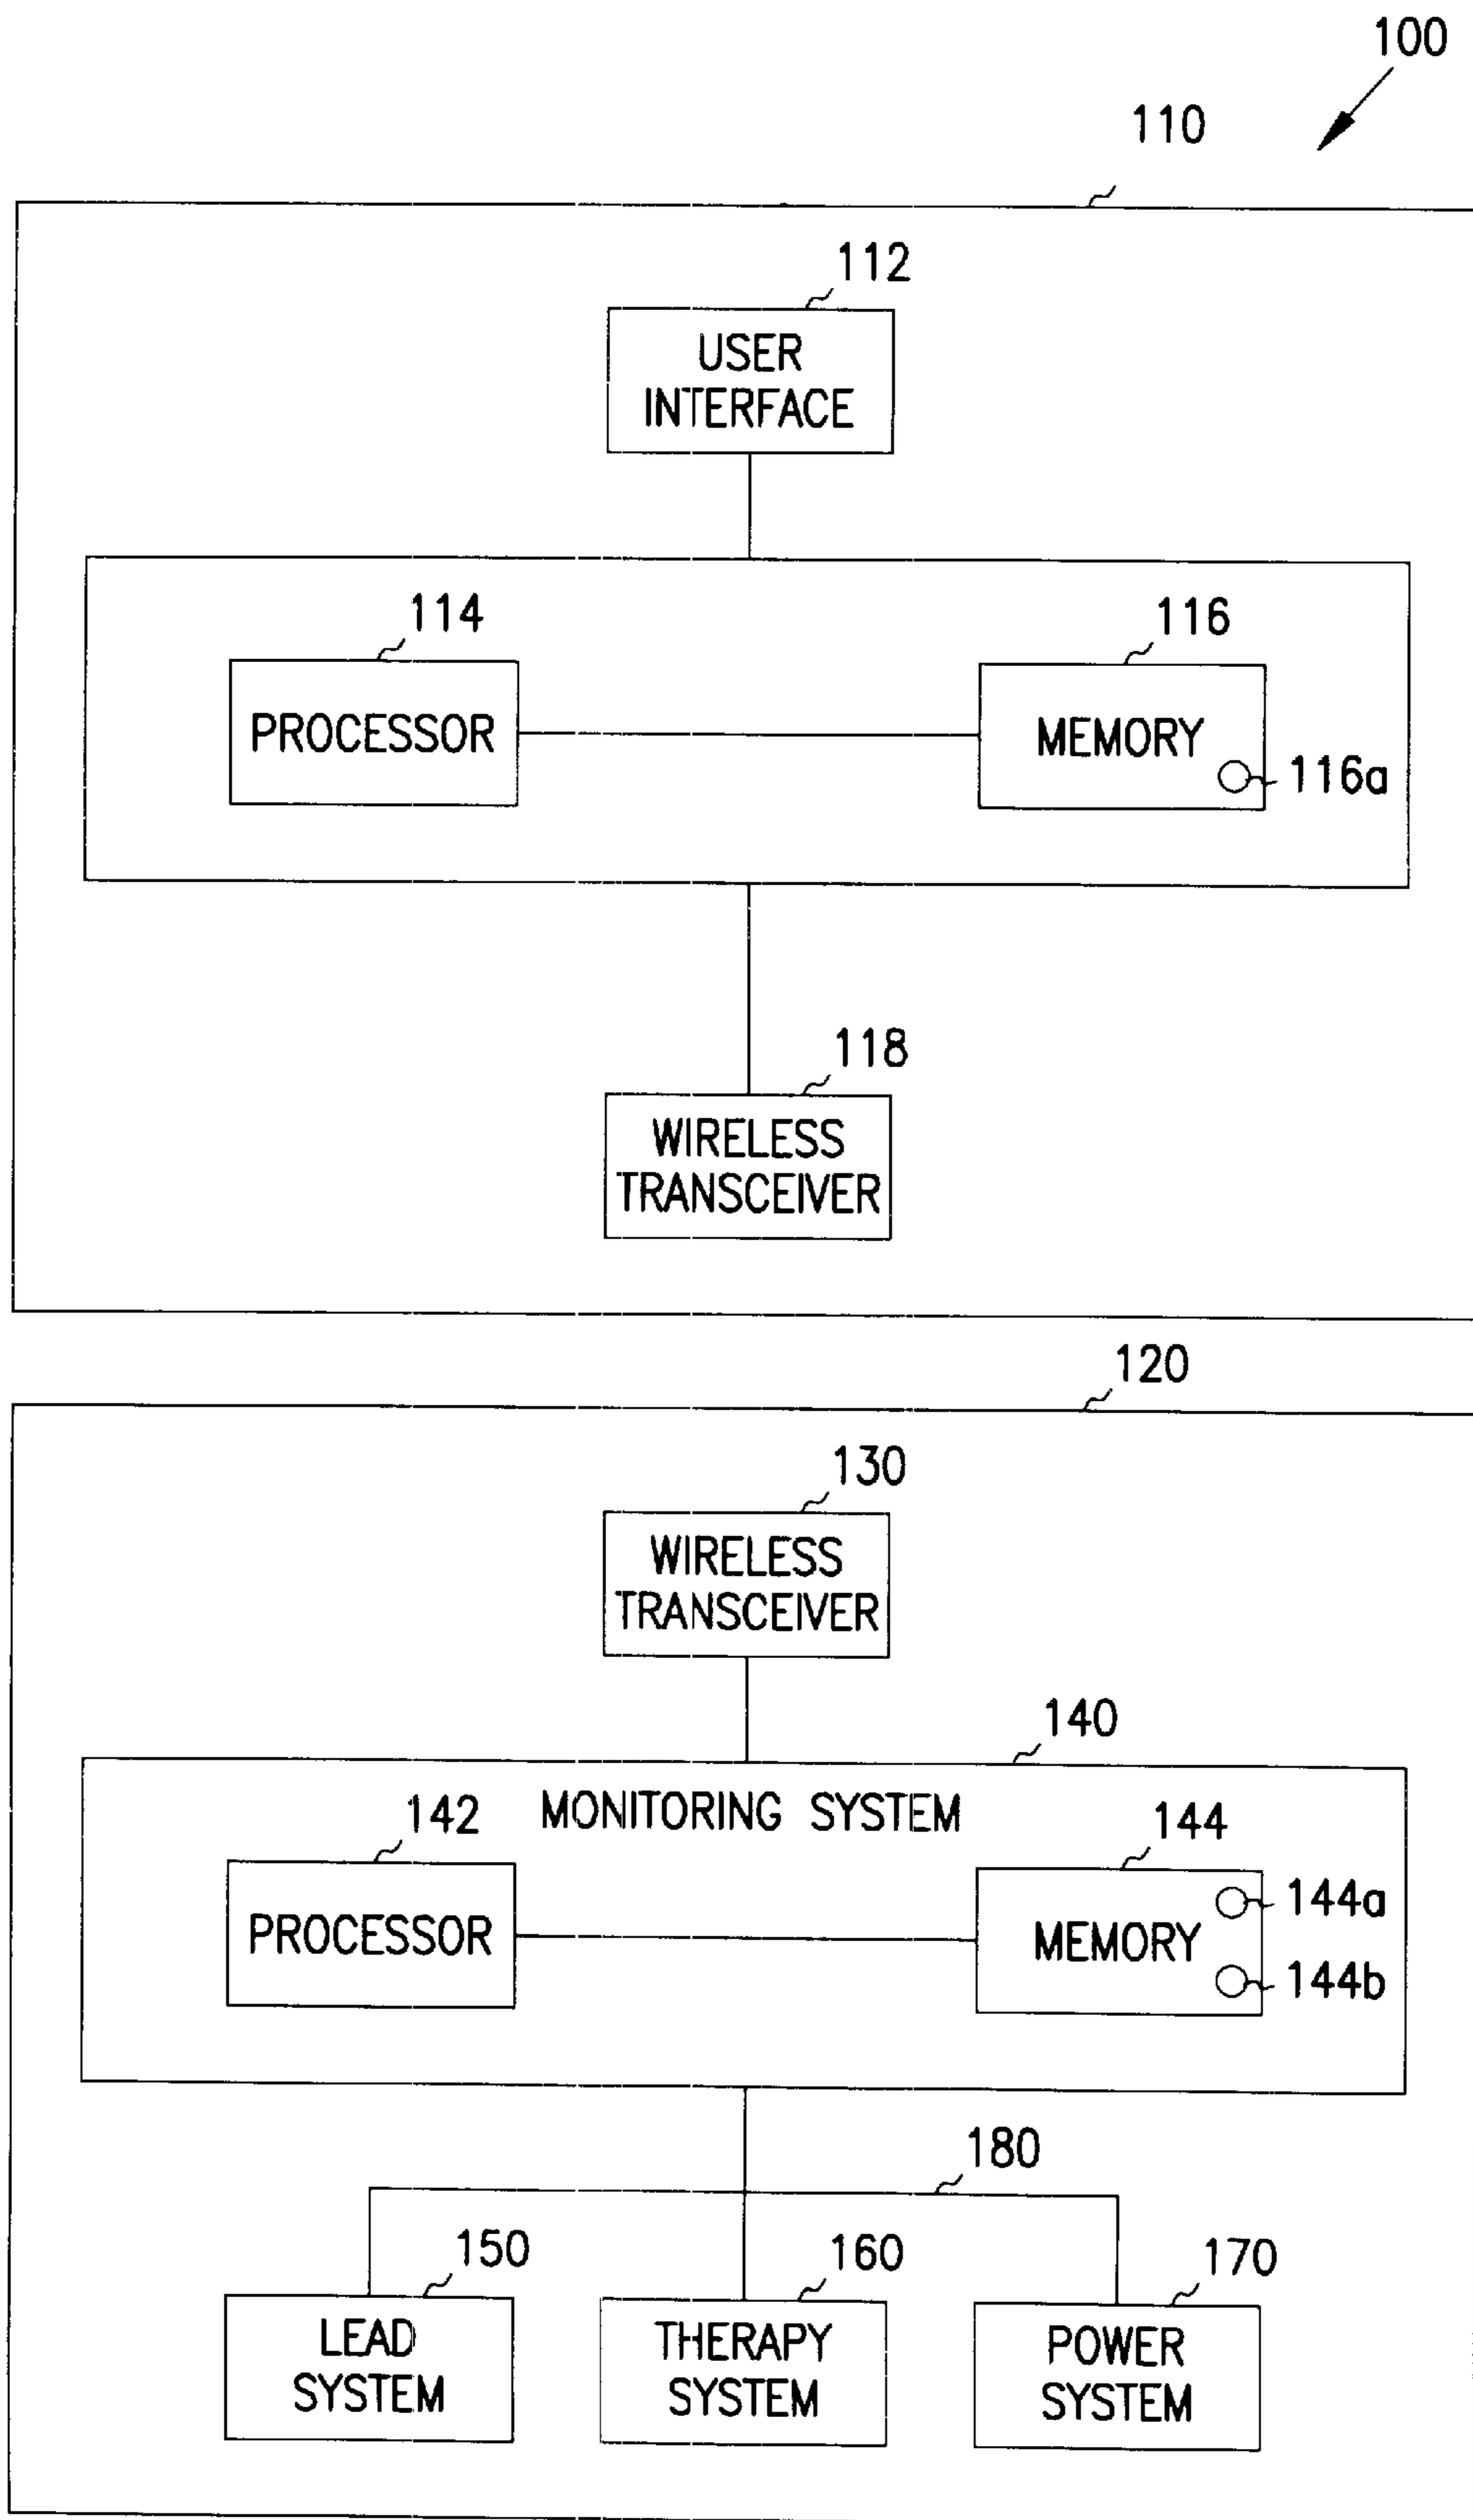 100
110
112
USER
INTERFACE
114
116
PROCESSOR
MEMORY
116a
118
WIRELESS
TRANSCEIVER
120
130
WIRELESS
TRANSCEIVER
140
MONITORING SYSTEM
142
144
PROCESSOR
MEMORY
144a
144b
180
150
160
170
LEAD
SYSTEM
THERAPY
SYSTEM
POWER
SYSTEM